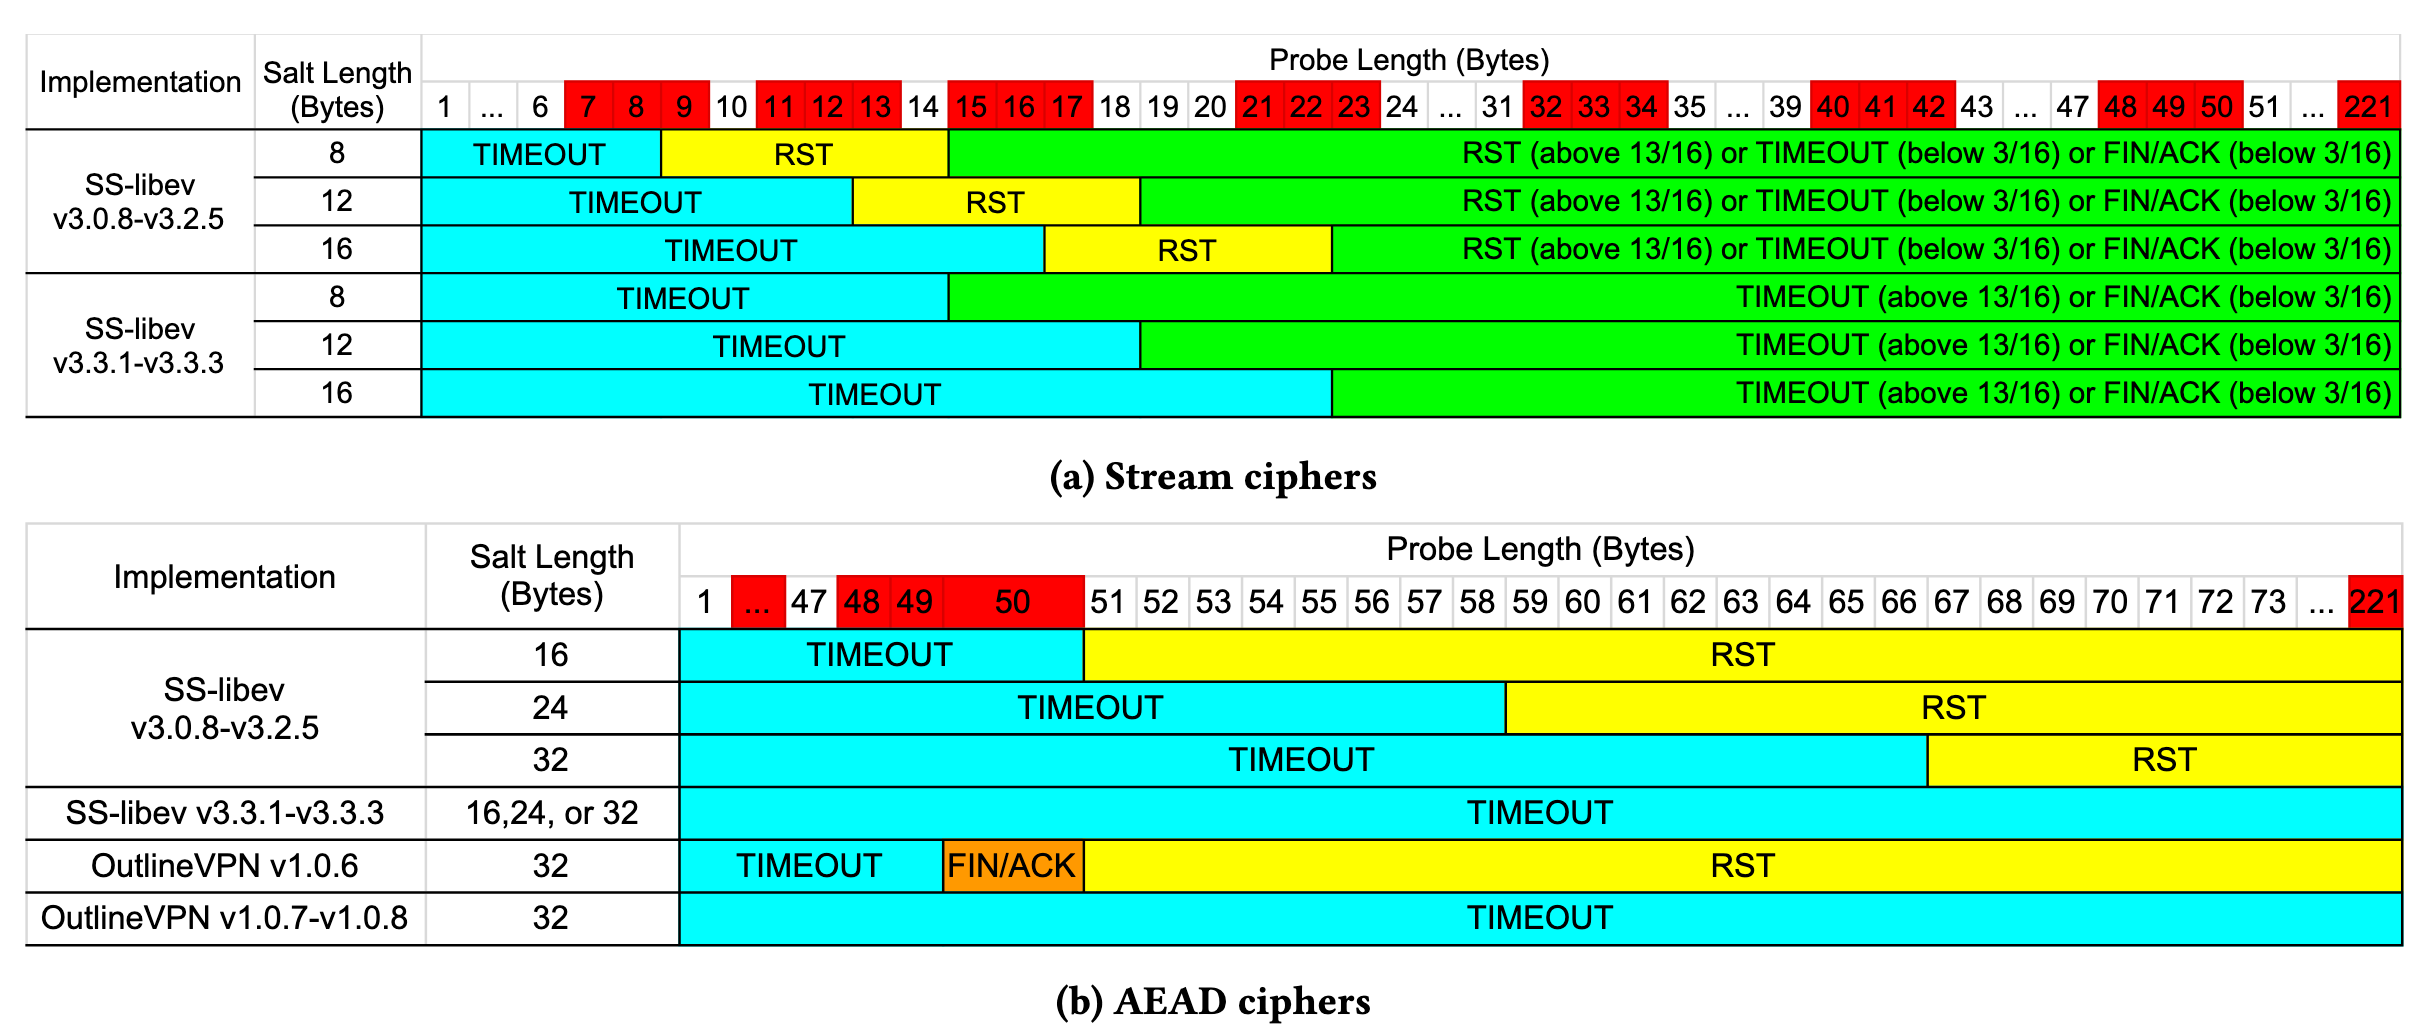 Implementation
Salt Length
(Bytes)
Probe Length (Bytes)
1 ... 6 7 8 9 10 11 12 13 14 15 16 17 18 19 20 21 22 23 24 ... 31 32 33 34 35 ... 39 40 41 42 43 ... 47 48 49 50 51 ... 221
SS-libev
v3.0.8-v3.2.5
8 TIMEOUT RST RST (above 13/16) or TIMEOUT (below 3/16) or FIN/ACK (below 3/16)
12 TIMEOUT RST RST (above 13/16) or TIMEOUT (below 3/16) or FIN/ACK (below 3/16)
16 TIMEOUT RST RST (above 13/16) or TIMEOUT (below 3/16) or FIN/ACK (below 3/16)
SS-libev
v3.3.1-v3.3.3
8 TIMEOUT TIMEOUT (above 13/16) or FIN/ACK (below 3/16)
12 TIMEOUT TIMEOUT (above 13/16) or FIN/ACK (below 3/16)
16 TIMEOUT TIMEOUT (above 13/16) or FIN/ACK (below 3/16)
(a) Stream ciphers
Implementation
Salt Length
(Bytes)
Probe Length (Bytes)
1 ... 47 48 49 50 51 52 53 54 55 56 57 58 59 60 61 62 63 64 65 66 67 68 69 70 71 72 73 ... 221
SS-libev
v3.0.8-v3.2.5
16 TIMEOUT RST
24 TIMEOUT RST
32 TIMEOUT RST
SS-libev v3.3.1-v3.3.3 16,24, or 32 TIMEOUT
OutlineVPN v1.0.6 32 TIMEOUT FIN/ACK RST
OutlineVPN v1.0.7-v1.0.8 32 TIMEOUT
(b) AEAD ciphers